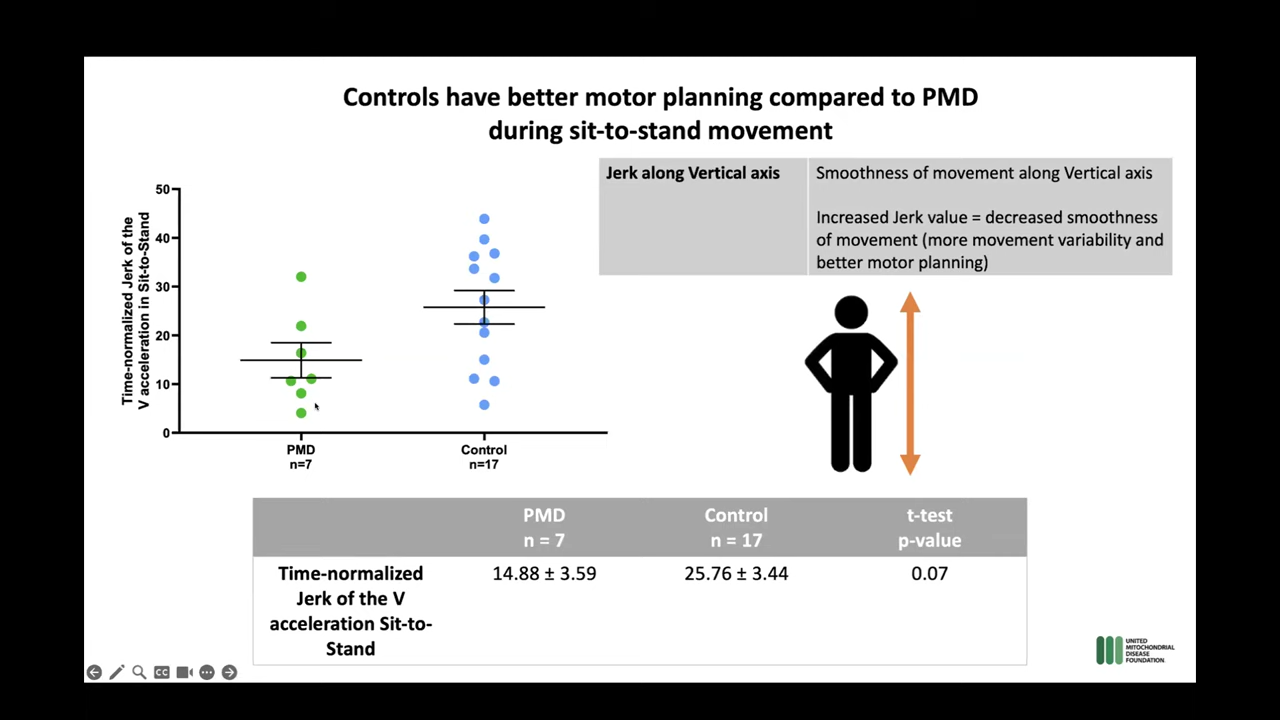 Controls have better motor planning compared to PMD
during sit-to-stand movement
Time-normalized Jerk of the
V acceleration in Sit-to-Stand
50
40
30
20
10
0
PMD
n=7
Control
n=17
Jerk along Vertical axis
Smoothness of movement along Vertical axis
Increased Jerk value = decreased smoothness
of movement (more movement variability and
better motor planning)
PMD
n = 7
Control
n = 17
t-test
p-value
Time-normalized
Jerk of the V
acceleration Sit-to-
Stand
14.88 ± 3.59
25.76 ± 3.44
0.07
UNITED
MITOCHONDRIAL
DISEASE
FOUNDATION.
CC